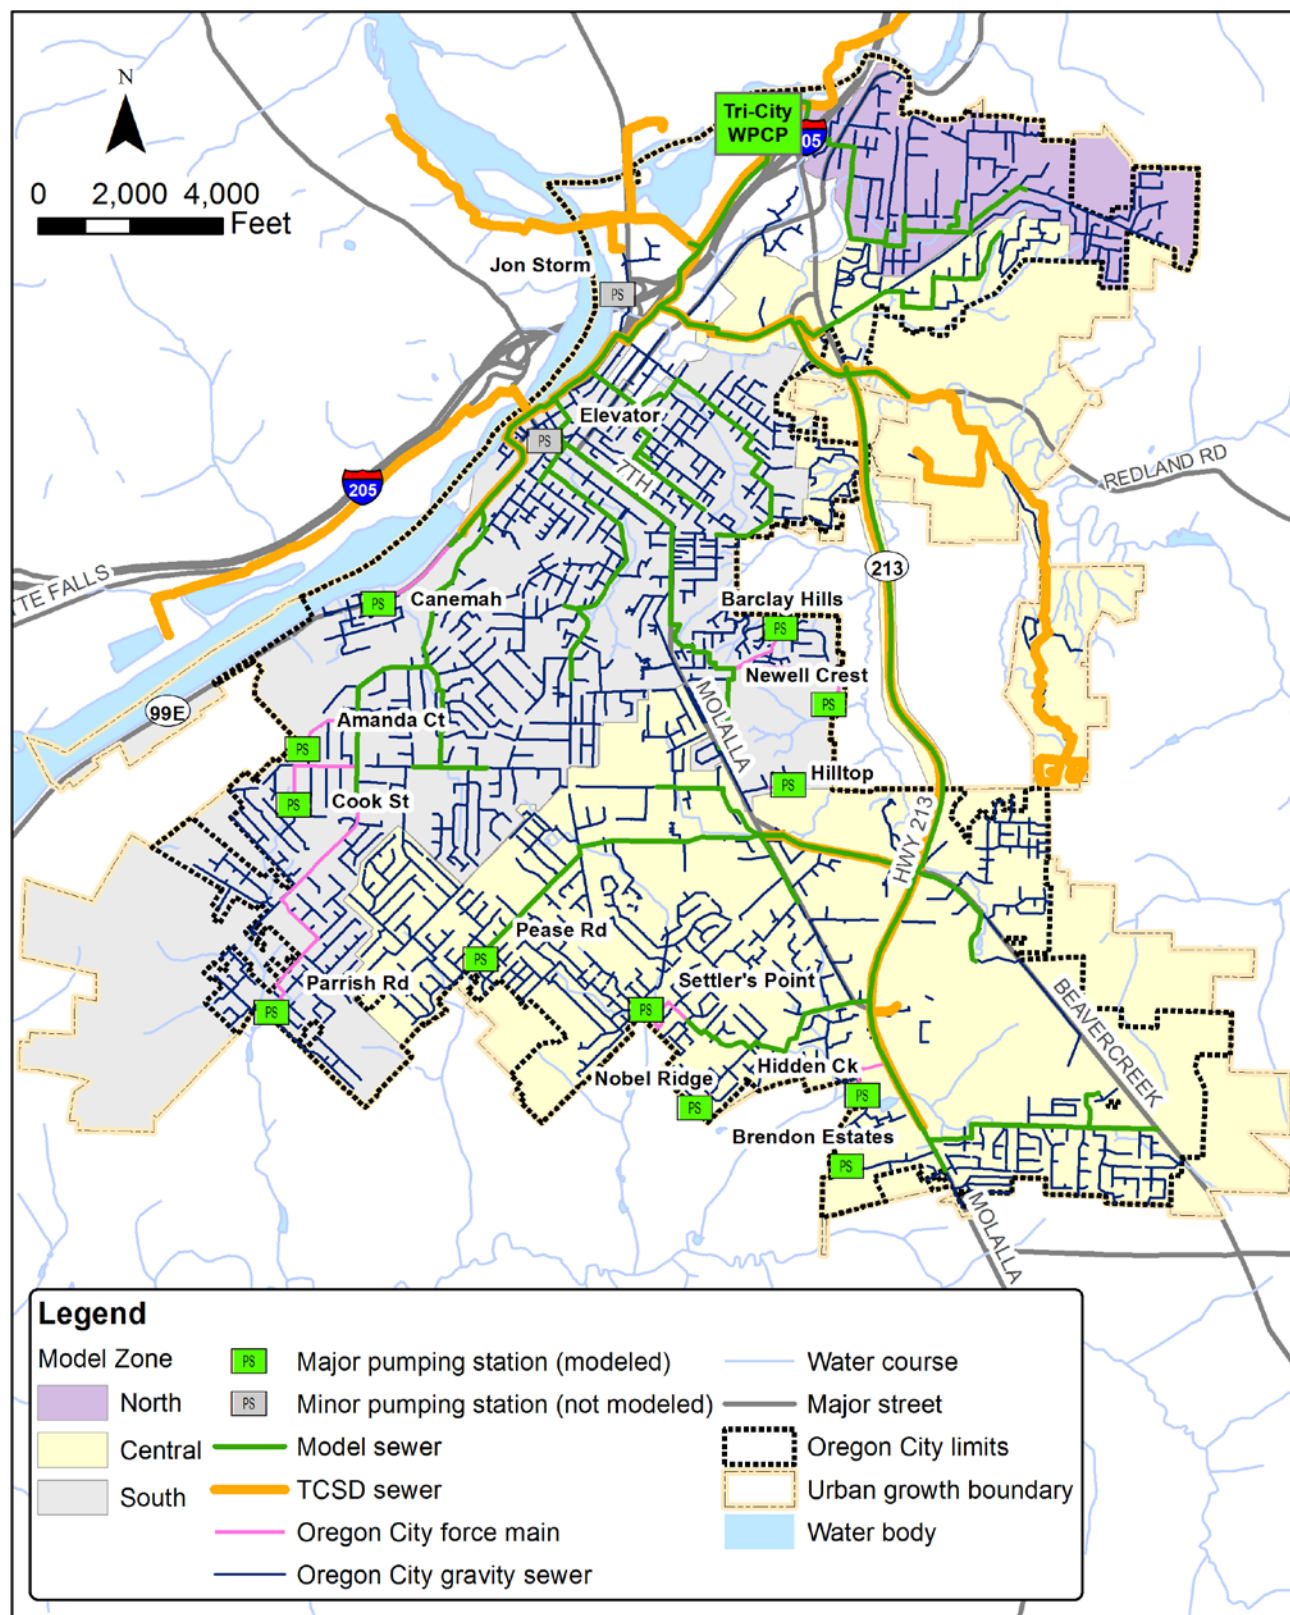 N
0 2,000 4,000
Feet
Tri-City
WPCP
05
Jon Storm
PS
Elevator
PS
7TH
205
REDLAND RD
213
TTE FALLS
PS
Canemah
Barclay Hills
PS
Newell Crest
PS
MOLALLA
99E
Amanda Ct
PS
Hilltop
PS
Cook St
PS
HWY 213
Pease Rd
PS
Settler's Point
PS
Parrish Rd
PS
BEAVERCREEK
Hidden Ck
PS
Nobel Ridge
PS
Brendon Estates
PS
MOLALLA
Legend
Model Zone
North
Central
South
PS Major pumping station (modeled)
PS Minor pumping station (not modeled)
Model sewer
TCSD sewer
Oregon City force main
Oregon City gravity sewer
Water course
Major street
Oregon City limits
Urban growth boundary
Water body